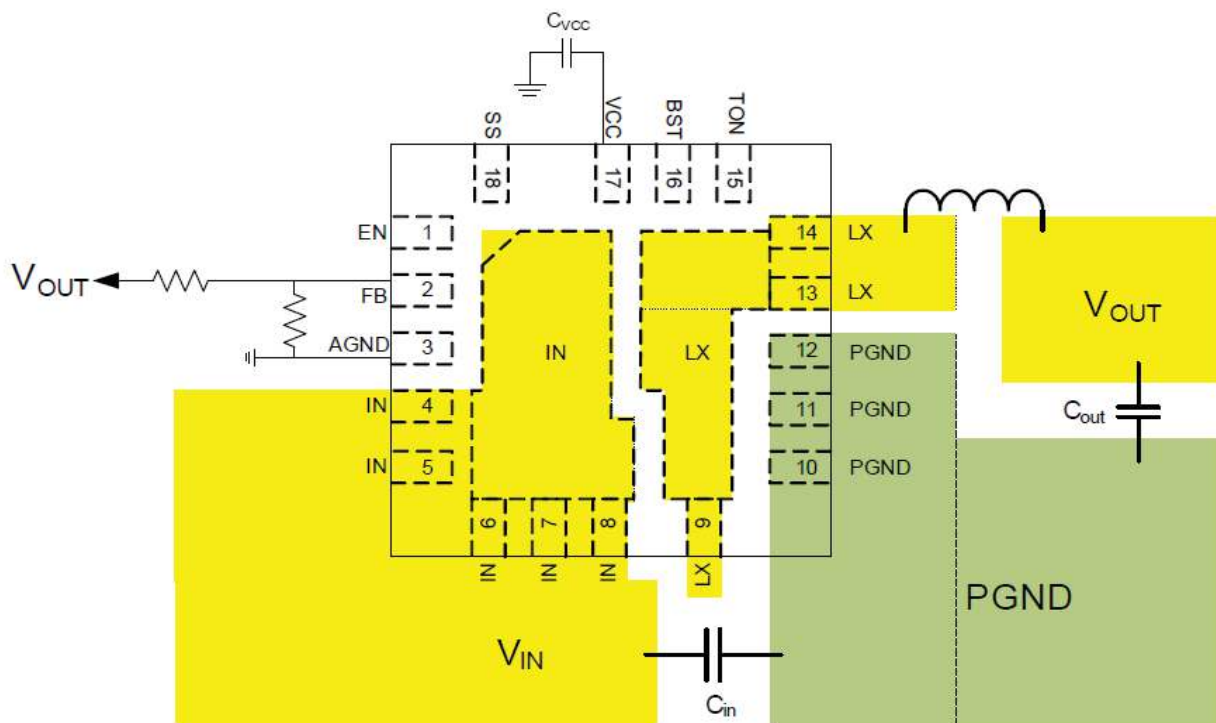 CVCC
SS
VCC
BST
TON
18
17
16
15
EN 1
14 LX
VOUT
FB 2
13 LX
VOUT
AGND 3
IN
LX
12 PGND
IN 4
11 PGND
Cout
IN 5
10 PGND
6 7 8 9
IN IN IN LX
PGND
VIN
Cin